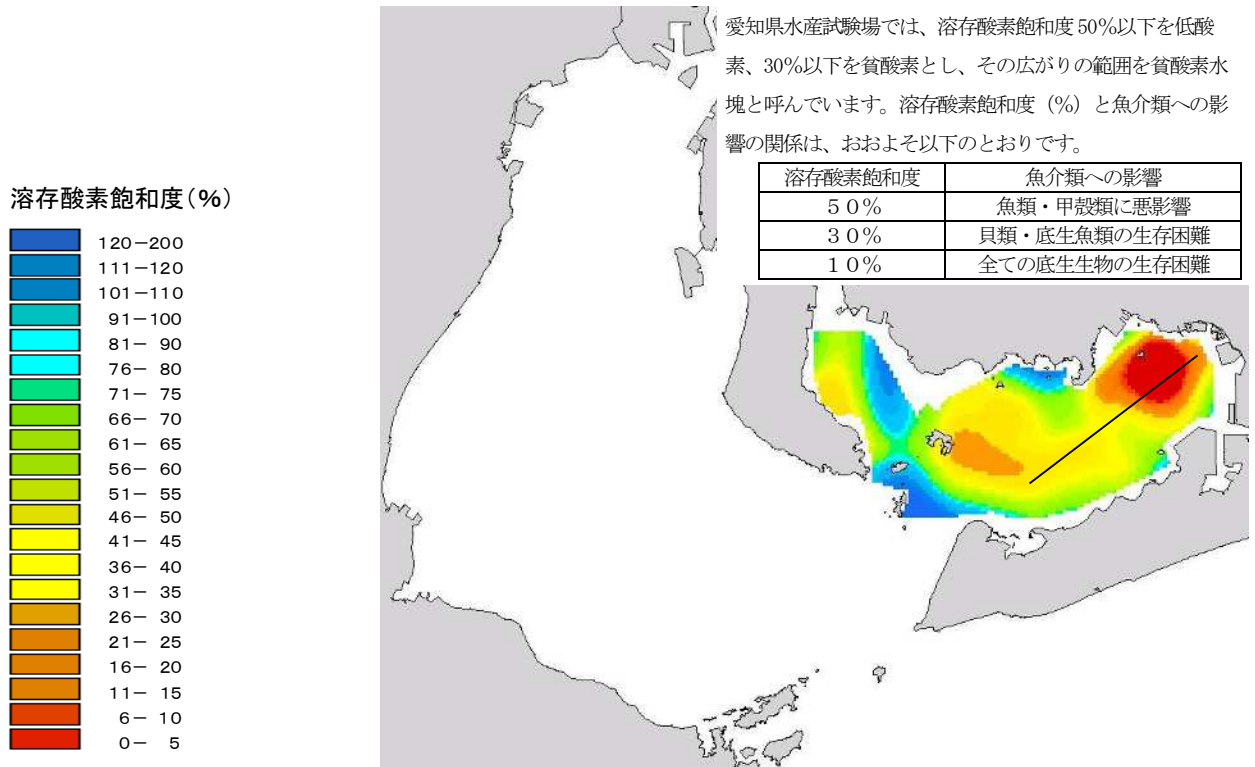 愛知県水産試験場では、溶存酸素飽和度50%以下を低酸
素、30%以下を貧酸素とし、その広がりの範囲を貧酸素水
塊と呼んでいます。溶存酸素飽和度(%)と魚介類への影
響の関係は、おおよそ以下のとおりです。
溶存酸素飽和度 魚介類への影響
50% 魚類・甲殻類に悪影響
30% 貝類・底生魚類の生存困難
10% 全ての底生生物の生存困難
溶存酸素飽和度(%)
120-200
111-120
101-110
91-100
81- 90
76- 80
71- 75
66- 70
61- 65
56- 60
51- 55
46- 50
41- 45
36- 40
31- 35
26- 30
21- 25
16- 20
11- 15
6- 10
0- 5